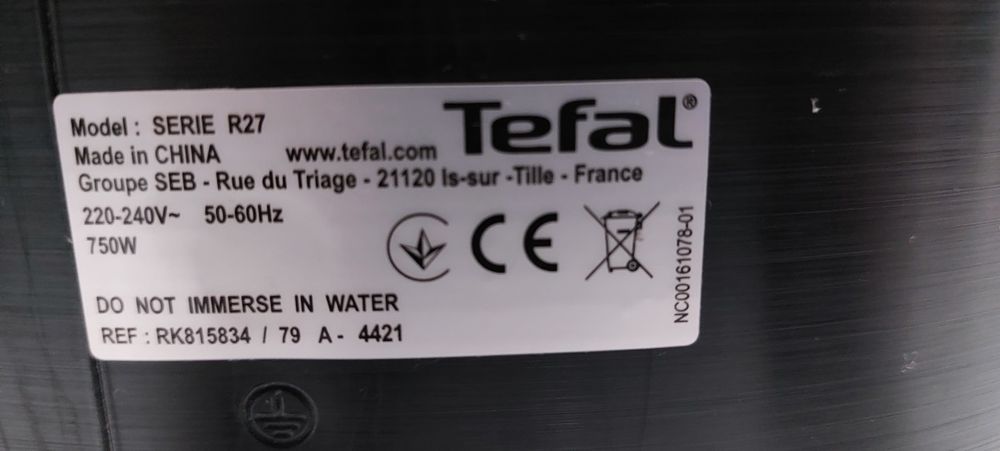 Tefal®
Model : SERIE R27
Made in CHINA www.tefal.com
Groupe SEB - Rue du Triage - 21120 Is-sur -Tille - France
220-240V~ 50-60Hz
750W
CE
DO NOT IMMERSE IN WATER
REF : RK815834 / 79 A - 4421
NC00161078-01